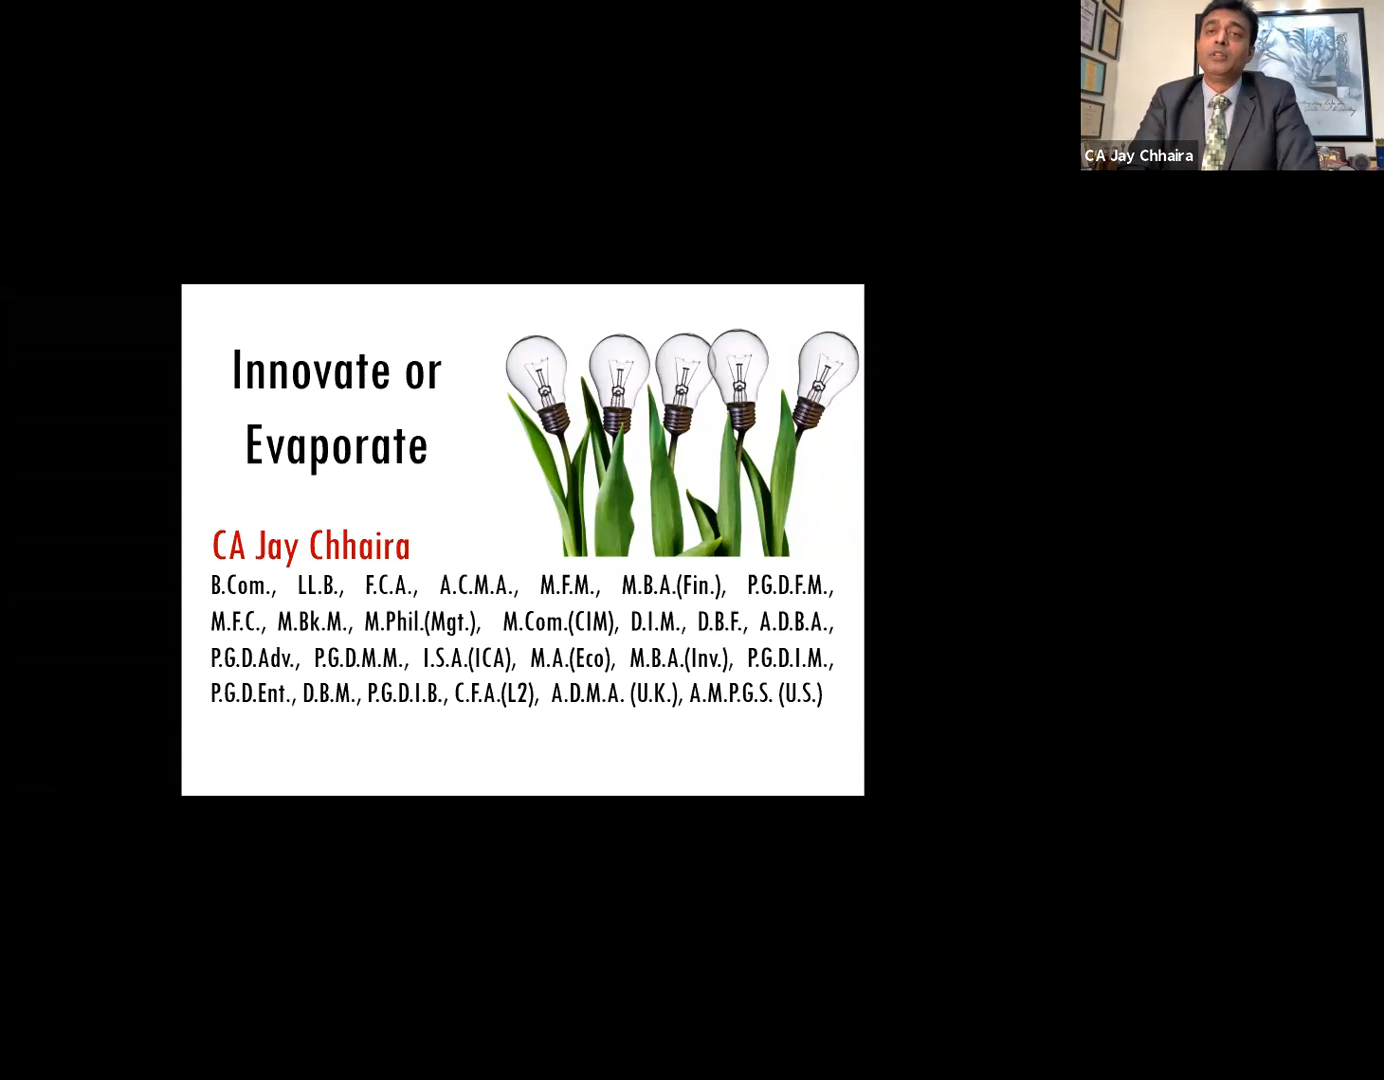 CA Jay Chhaira
Innovate or
Evaporate
CA Jay Chhaira
B.Com., LL.B., F.C.A., A.C.M.A., M.F.M., M.B.A.(Fin.), P.G.D.F.M.,
M.F.C., M.Bk.M., M.Phil.(Mgt.), M.Com.(CIM), D.I.M., D.B.F., A.D.B.A.,
P.G.D.Adv., P.G.D.M.M., I.S.A.(ICA), M.A.(Eco), M.B.A.(Inv.), P.G.D.I.M.,
P.G.D.Ent., D.B.M., P.G.D.I.B., C.F.A.(L2), A.D.M.A. (U.K.), A.M.P.G.S. (U.S.)